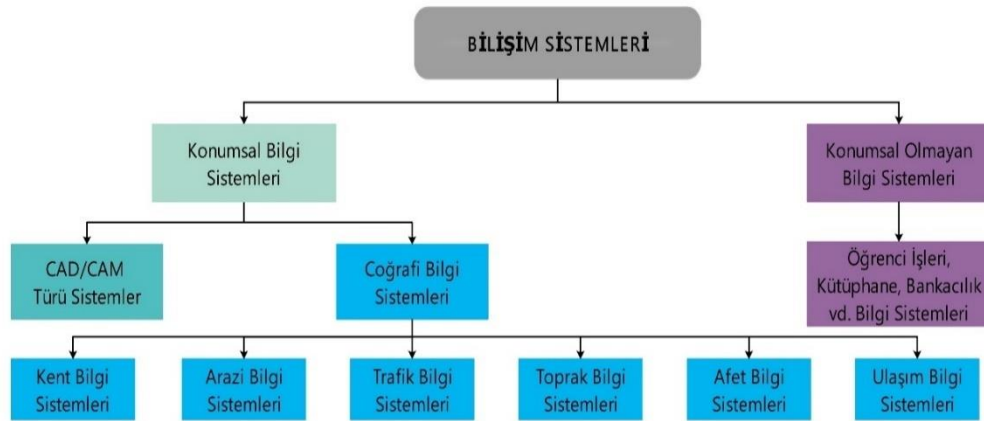 BİLİŞİM SİSTEMLERİ
Konumsal Bilgi
Sistemleri
Konumsal Olmayan
Bilgi Sistemleri
CAD/CAM
Türü Sistemler
Coğrafi Bilgi
Sistemleri
Öğrenci İşleri,
Kütüphane, Bankacılık
vd. Bilgi Sistemleri
Kent Bilgi
Sistemleri
Arazi Bilgi
Sistemleri
Trafik Bilgi
Sistemleri
Toprak Bilgi
Sistemleri
Afet Bilgi
Sistemleri
Ulaşım Bilgi
Sistemleri